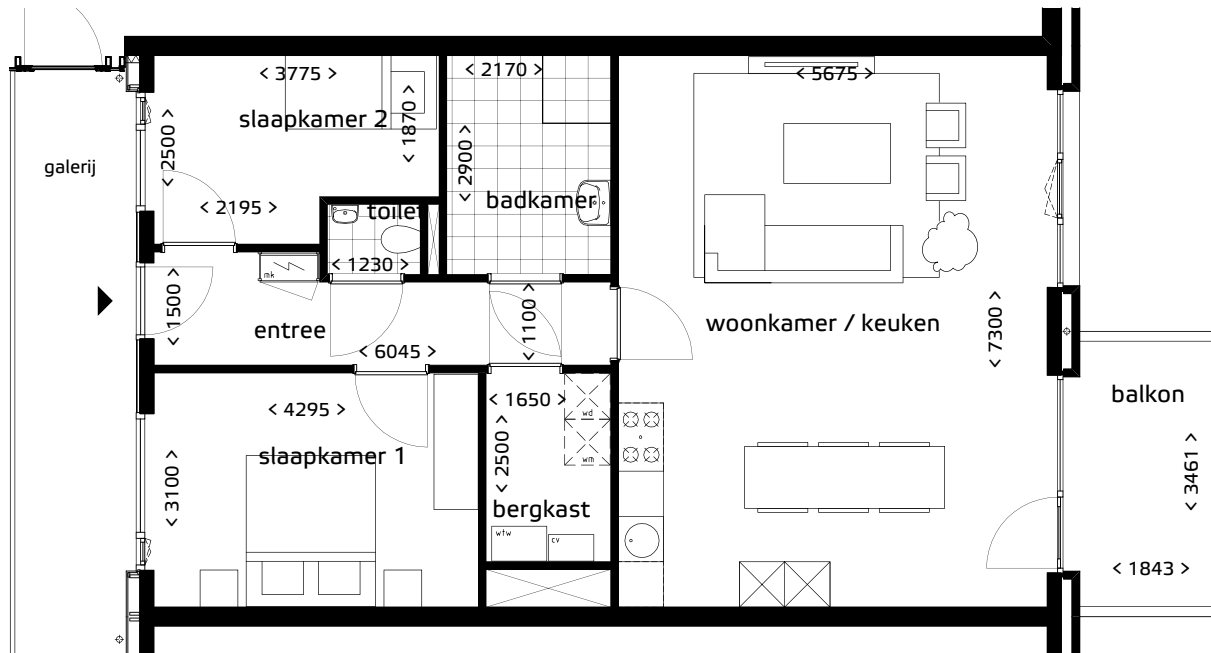 < 3775 >
< 2170 >
< 5675 >
slaapkamer 2
< 1870 >
< 2500 >
< 2900 >
galerij
badkamer
< 2195 >
toilet
< 1230 >
mk
< 1500 >
entree
< 1100 >
woonkamer / keuken
< 7300 >
< 6045 >
balkon
< 4295 >
< 1650 >
wd
slaapkamer 1
< 2500 >
wm
< 3100 >
< 3461 >
bergkast
wtw
cv
< 1843 >